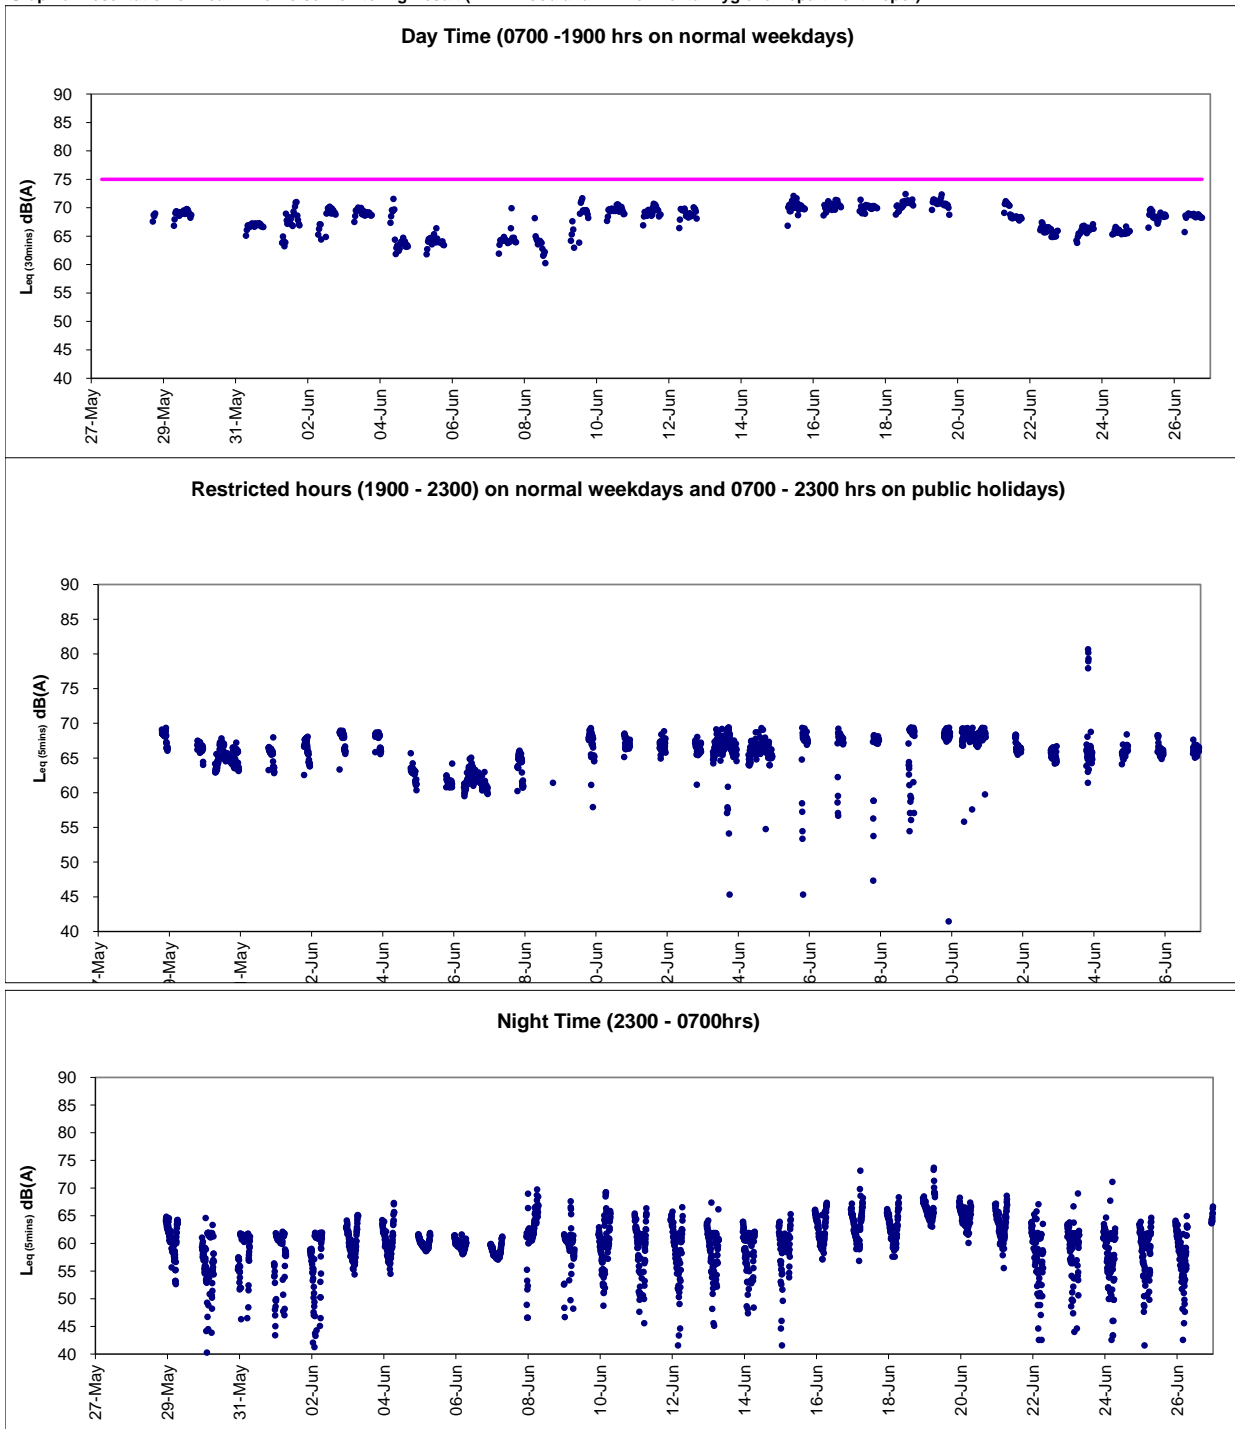 Day Time (0700 -1900 hrs on normal weekdays)
90
85
80
75
70
65
60
55
50
45
40
Leq (30mins) dB(A)
27-May
29-May
31-May
02-Jun
04-Jun
06-Jun
08-Jun
10-Jun
12-Jun
14-Jun
16-Jun
18-Jun
20-Jun
22-Jun
24-Jun
26-Jun
Restricted hours (1900 - 2300) on normal weekdays and 0700 - 2300 hrs on public holidays)
90
85
80
75
70
65
60
55
50
45
40
Leq (5mins) dB(A)
7-May
9-May
1-May
2-Jun
4-Jun
6-Jun
8-Jun
0-Jun
2-Jun
4-Jun
6-Jun
8-Jun
0-Jun
2-Jun
4-Jun
6-Jun
Night Time (2300 - 0700hrs)
90
85
80
75
70
65
60
55
50
45
40
Leq (5mins) dB(A)
27-May
29-May
31-May
02-Jun
04-Jun
06-Jun
08-Jun
10-Jun
12-Jun
14-Jun
16-Jun
18-Jun
20-Jun
22-Jun
24-Jun
26-Jun